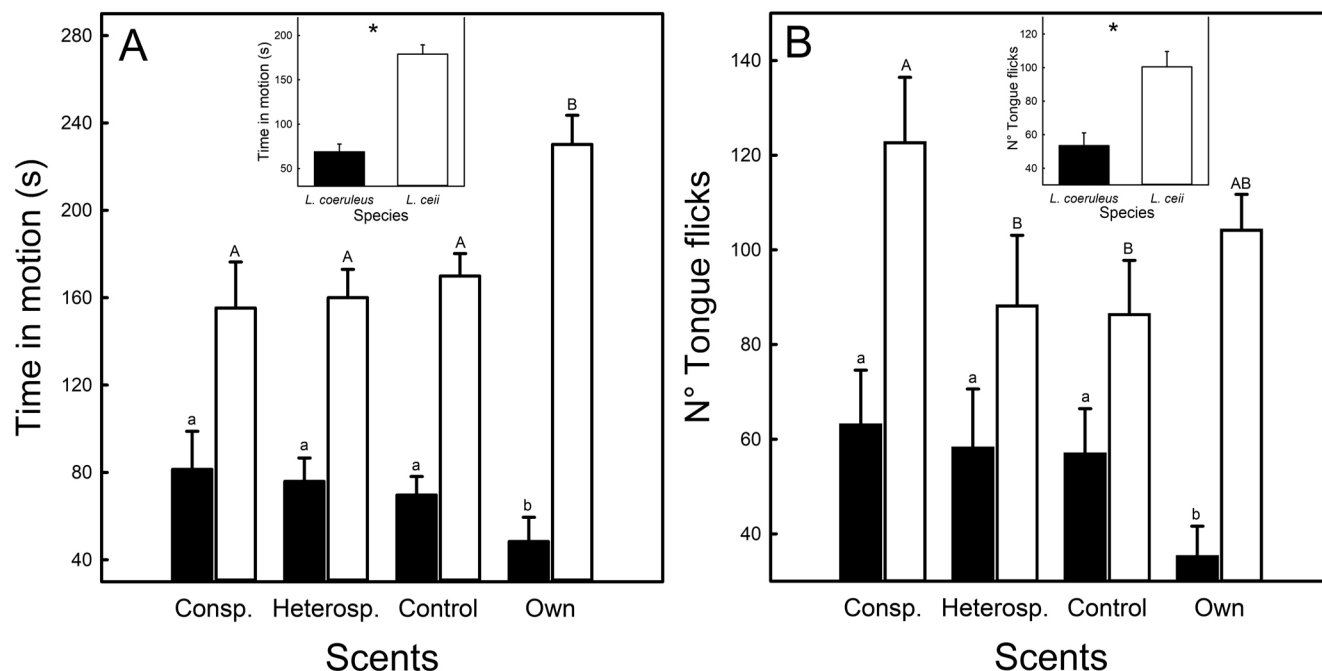 A
Time in motion (s)
280
240
200
160
120
80
40
A
A
A
B
a
a
a
b
Consp.
Heterosp.
Control
Own
Scents
*
Time in motion (s)
200
150
100
50
L. coeruleus
L. ceii
Species
B
N° Tongue flicks
140
120
100
80
60
40
A
B
B
AB
a
a
a
b
Consp.
Heterosp.
Control
Own
Scents
*
N° Tongue flicks
120
100
80
60
40
L. coeruleus
L. ceii
Species